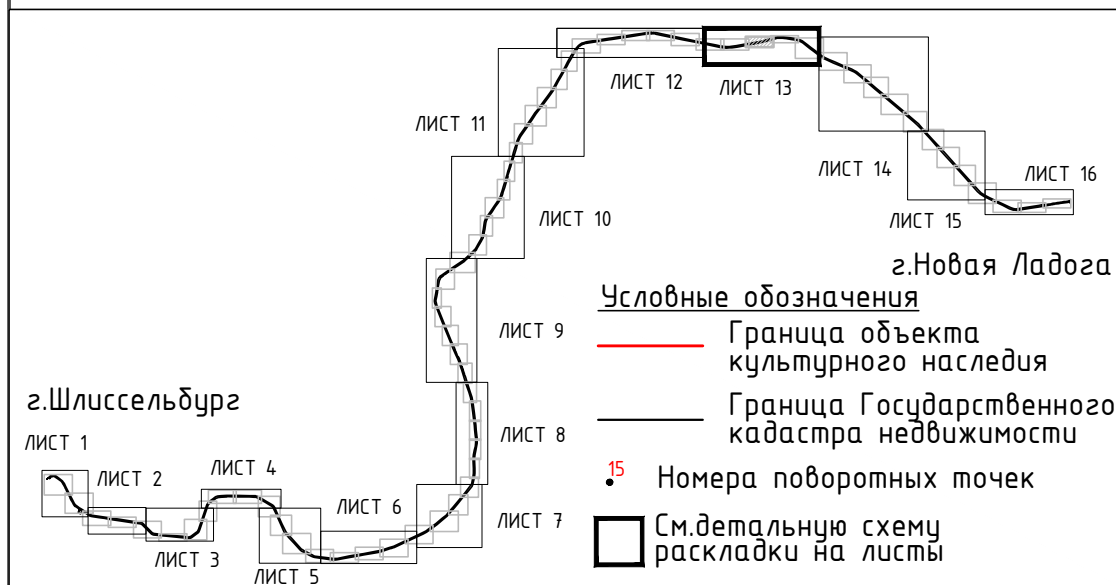 ЛИСТ 12
ЛИСТ 13
ЛИСТ 11
ЛИСТ 14
ЛИСТ 16
ЛИСТ 10
ЛИСТ 15
г.Новая Ладога
ЛИСТ 9
Условные обозначения
Граница объекта
культурного наследия
Граница Государственного
кадастра недвижимости
15
Номера поворотных точек
См.детальную схему
раскладки на листы
г.Шлиссельбург
ЛИСТ 1
ЛИСТ 2
ЛИСТ 4
ЛИСТ 8
ЛИСТ 6
ЛИСТ 7
ЛИСТ 3
ЛИСТ 5